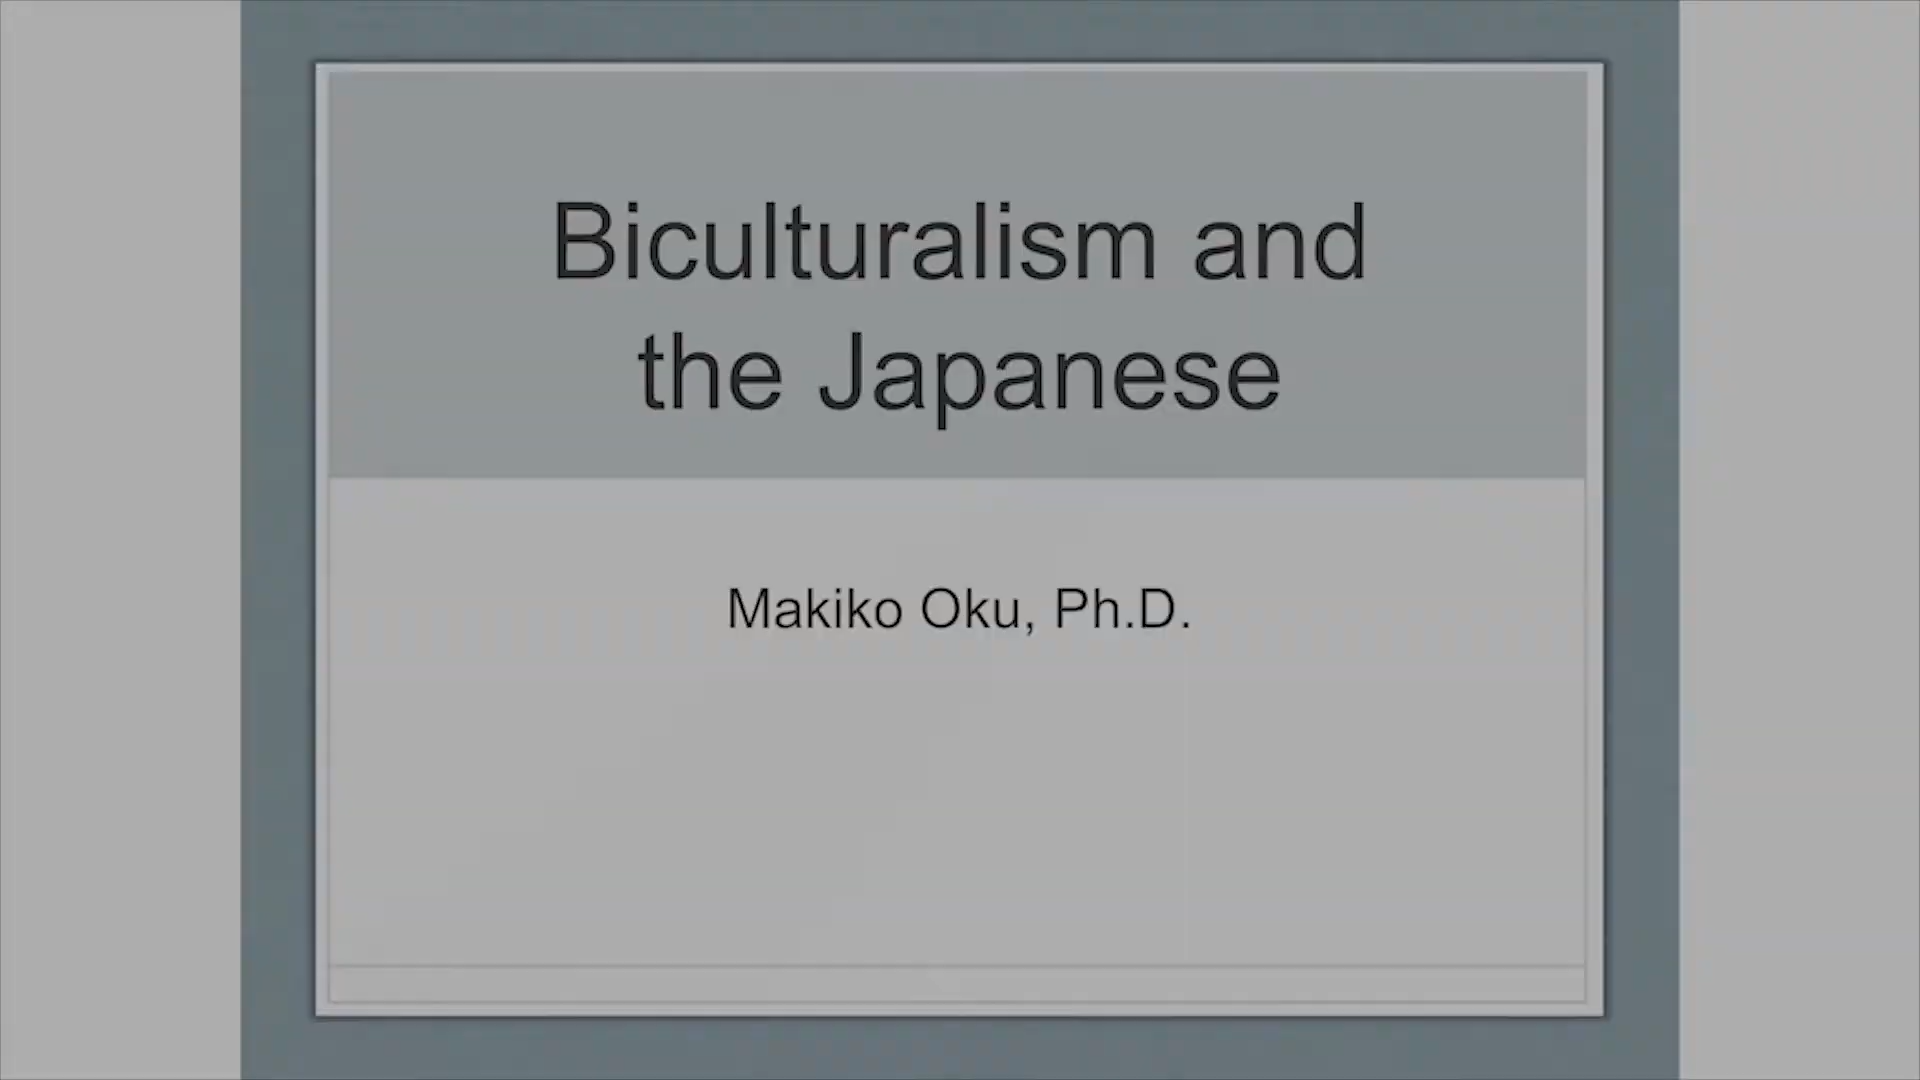 Biculturalism and
the Japanese
Makiko Oku, Ph.D.